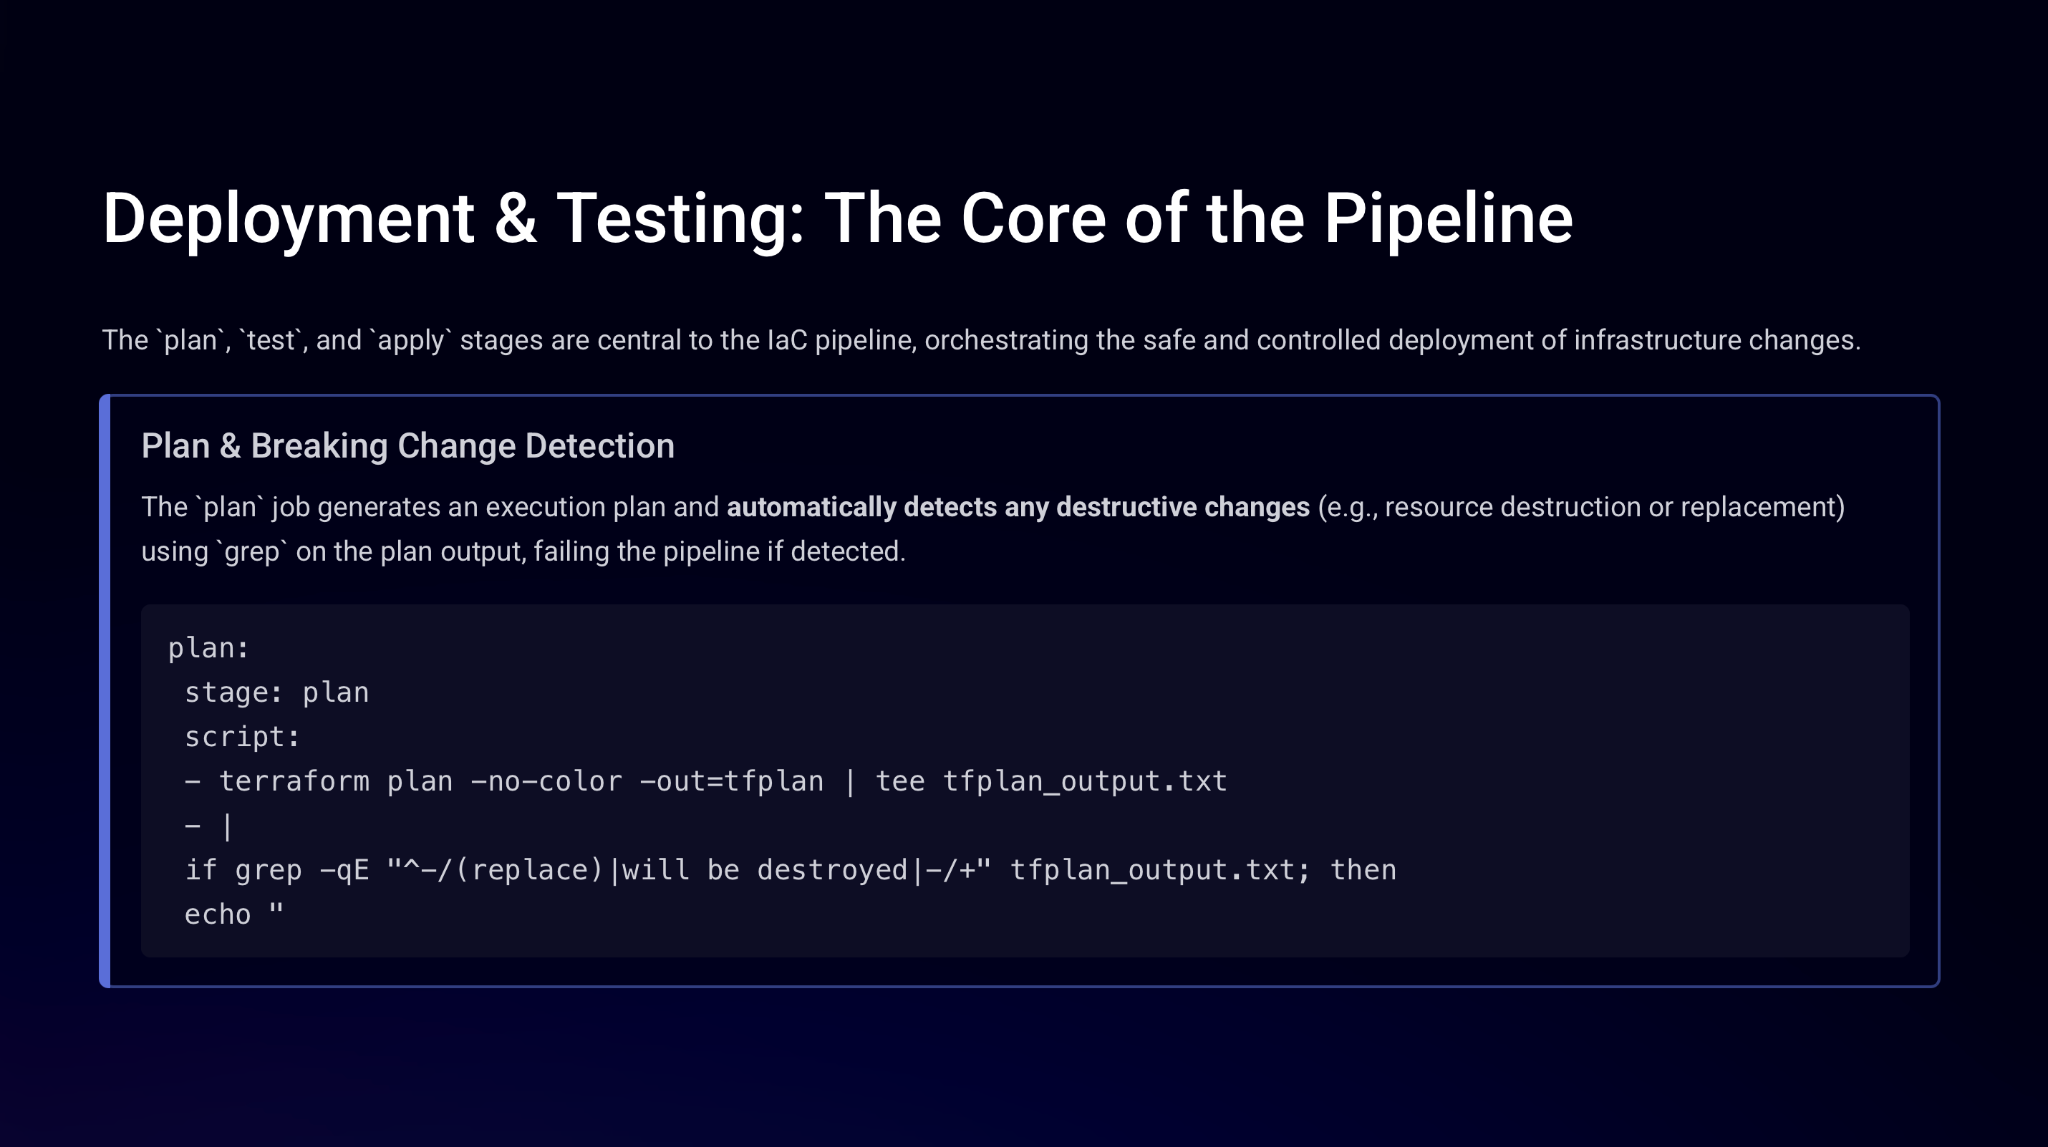 Deployment & Testing: The Core of the Pipeline
The `plan`, `test`, and `apply` stages are central to the IaC pipeline, orchestrating the safe and controlled deployment of infrastructure changes.
Plan & Breaking Change Detection
The `plan` job generates an execution plan and automatically detects any destructive changes (e.g., resource destruction or replacement)
using `grep` on the plan output, failing the pipeline if detected.
plan:
 stage: plan
 script:
 - terraform plan -no-color -out=tfplan | tee tfplan_output.txt
 - |
 if grep -qE "^-/(replace)|will be destroyed|-/+" tfplan_output.txt; then
 echo "